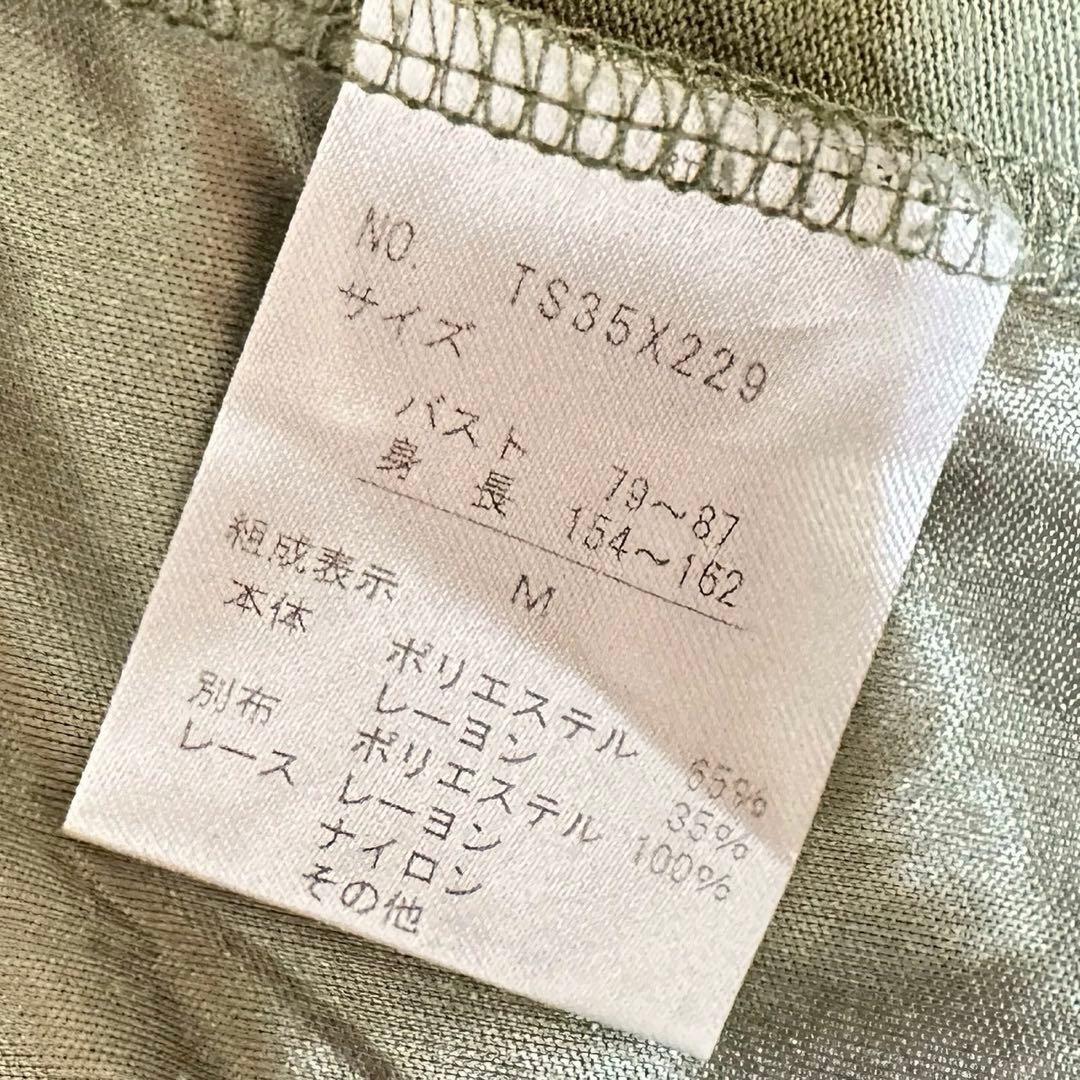 NO. TS35X229
サイズ
バスト 79～87
身 長 154～162
M
組成表示
本体 ポリエステル 65%
レーヨン 35%
別布 ポリエステル 100%
レース レーヨン
ナイロン
その他